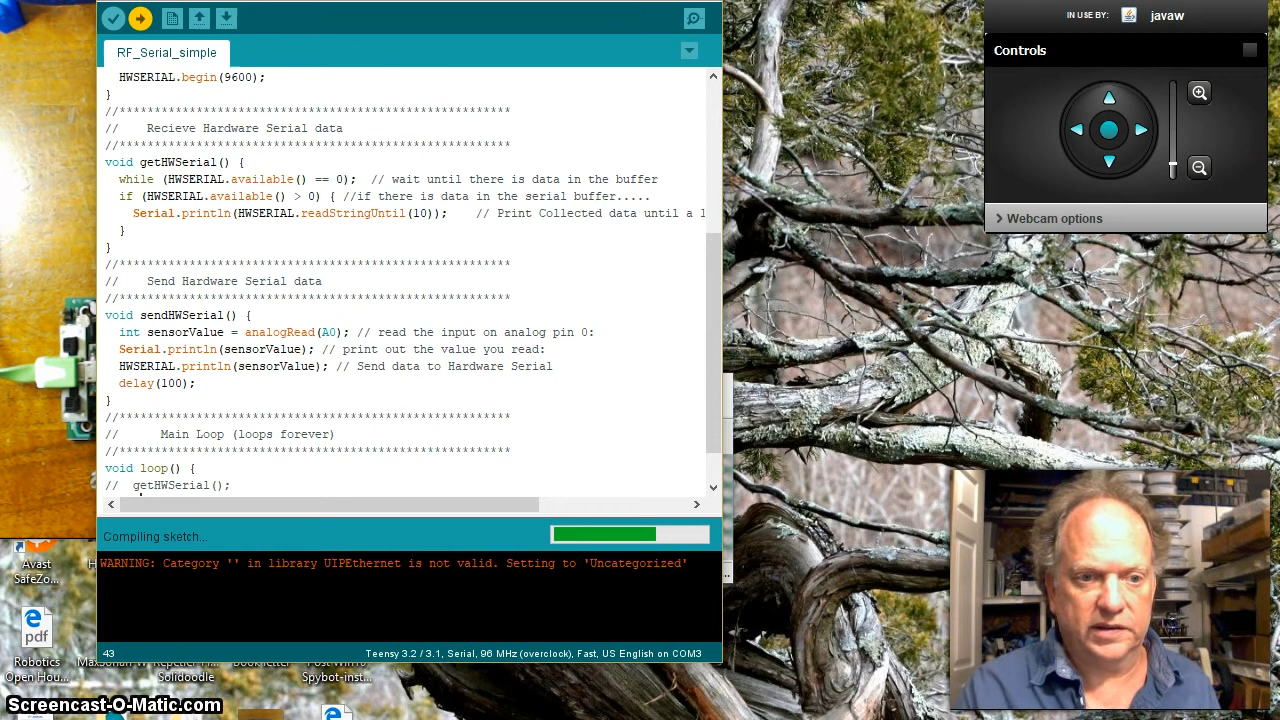 RF_Serial_simple
HWSERIAL.begin(9600);
}
//********************************************************
//    Recieve Hardware Serial data
//********************************************************
void getHWSerial() {
while (HWSERIAL.available() == 0);  // wait until there is data in the buffer
if (HWSERIAL.available() > 0) { //if there is data in the serial buffer.....
Serial.println(HWSERIAL.readStringUntil(10));    // Print Collected data until a
}
}
//********************************************************
//    Send Hardware Serial data
//********************************************************
void sendHWSerial() {
int sensorValue = analogRead(A0); // read the input on analog pin 0:
Serial.println(sensorValue); // print out the value you read:
HWSERIAL.println(sensorValue); // Send data to Hardware Serial
delay(100);
}
//********************************************************
//      Main Loop (loops forever)
//********************************************************
void loop() {
//  getHWSerial();
Compiling sketch...
WARNING: Category '' in library UIPEthernet is not valid. Setting to 'Uncategorized'
43
Teensy 3.2 / 3.1, Serial, 96 MHz (overclock), Fast, US English on COM3
IN USE BY: javaw
Controls
Webcam options
Avast
SafeZo...
pdf
Robotics
Open Hou...
Solidoodle
Spybot-inst...
Screencast-O-Matic.com